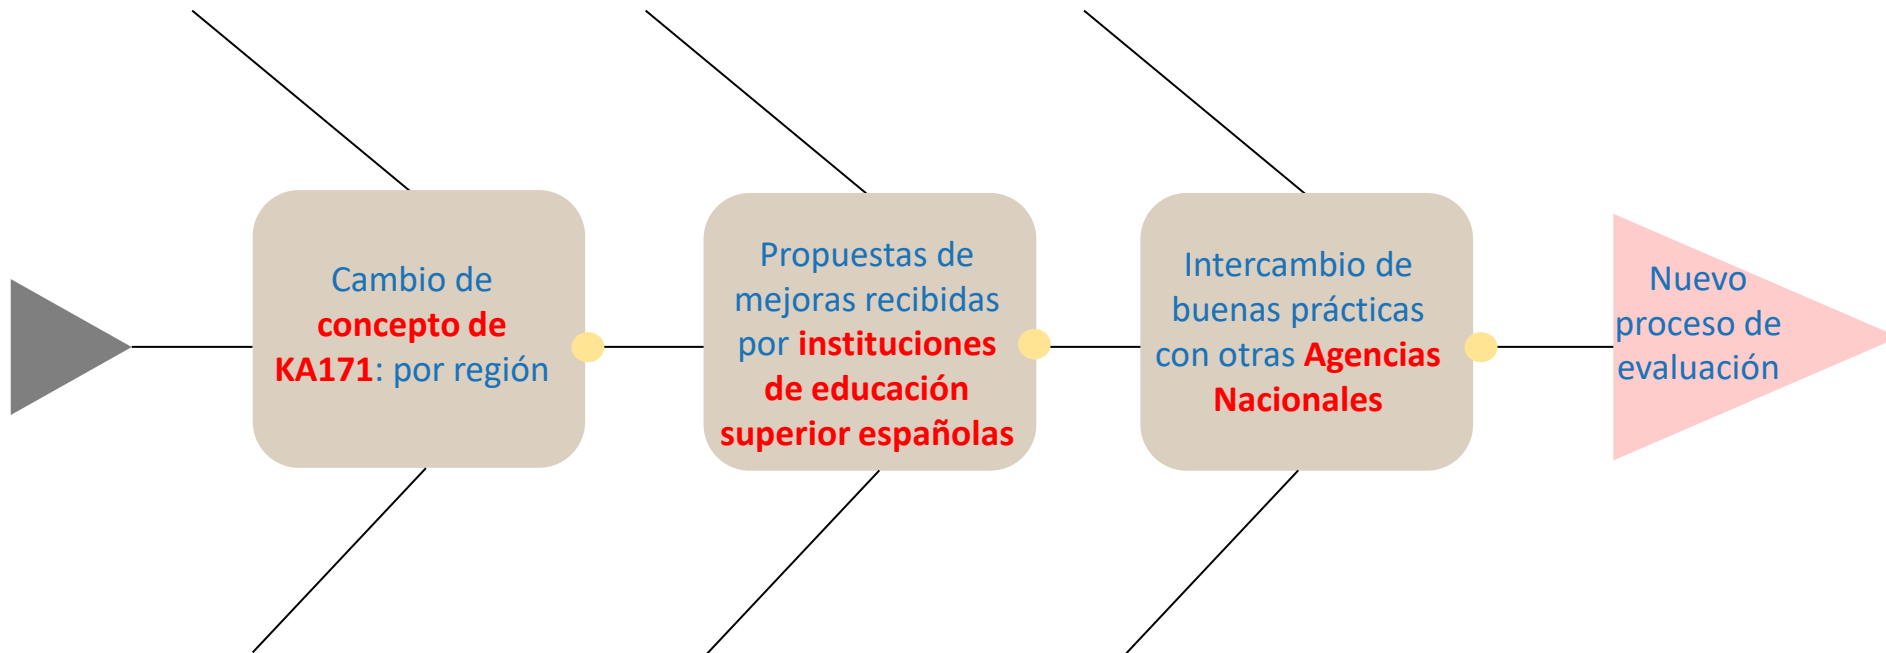 Cambio de
concepto de
KA171: por región
Propuestas de
mejoras recibidas
por instituciones
de educación
superior españolas
Intercambio de
buenas prácticas
con otras Agencias
Nacionales
Nuevo
proceso de
evaluación